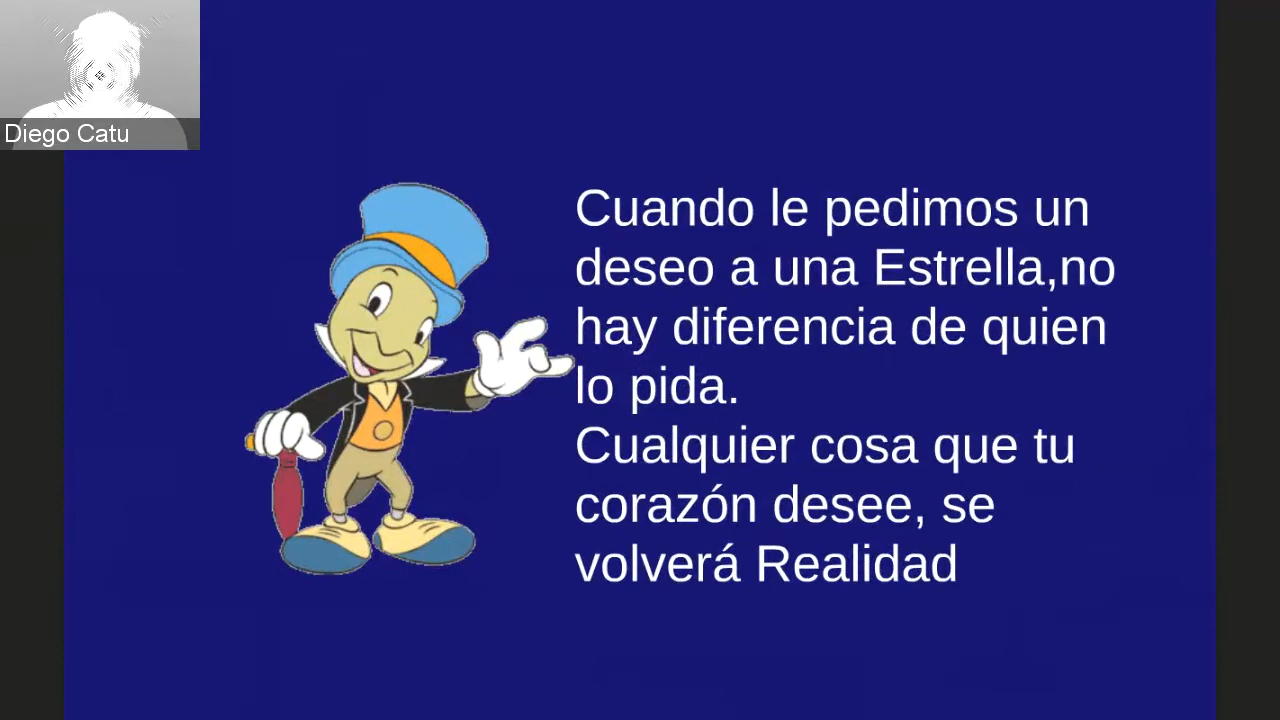 Diego Catu
Cuando le pedimos un
deseo a una Estrella,no
hay diferencia de quien
lo pida.
Cualquier cosa que tu
corazón desee, se
volverá Realidad